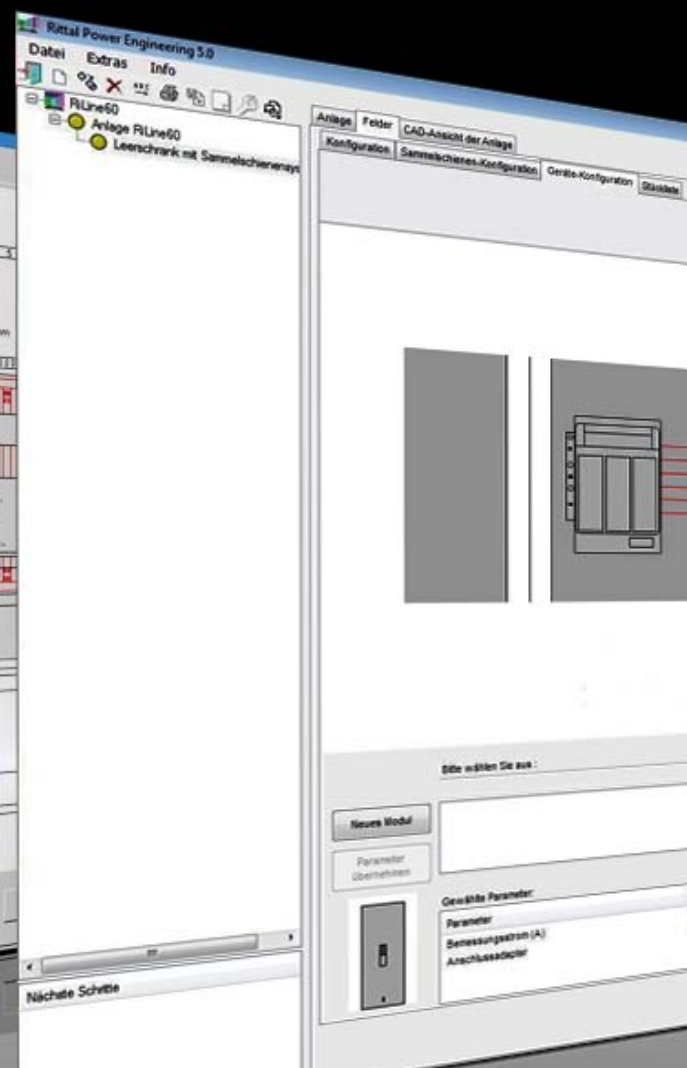 Rittal Power Engineering 5.0
Datei Extras Info
RiLine60
Anlage RiLine60
Leerschrank mit Sammelschienensys
Anlage Felder CAD-Ansicht der Anlage
Konfiguration Sammelschienen-Konfiguration Geräte-Konfiguration Stückliste
Bitte wählen Sie aus :
Neues Modul
Parameter übernehmen
Gewählte Parameter:
Parameter
Bemessungsstrom (A)
Anschlussadapter
Nächste Schritte